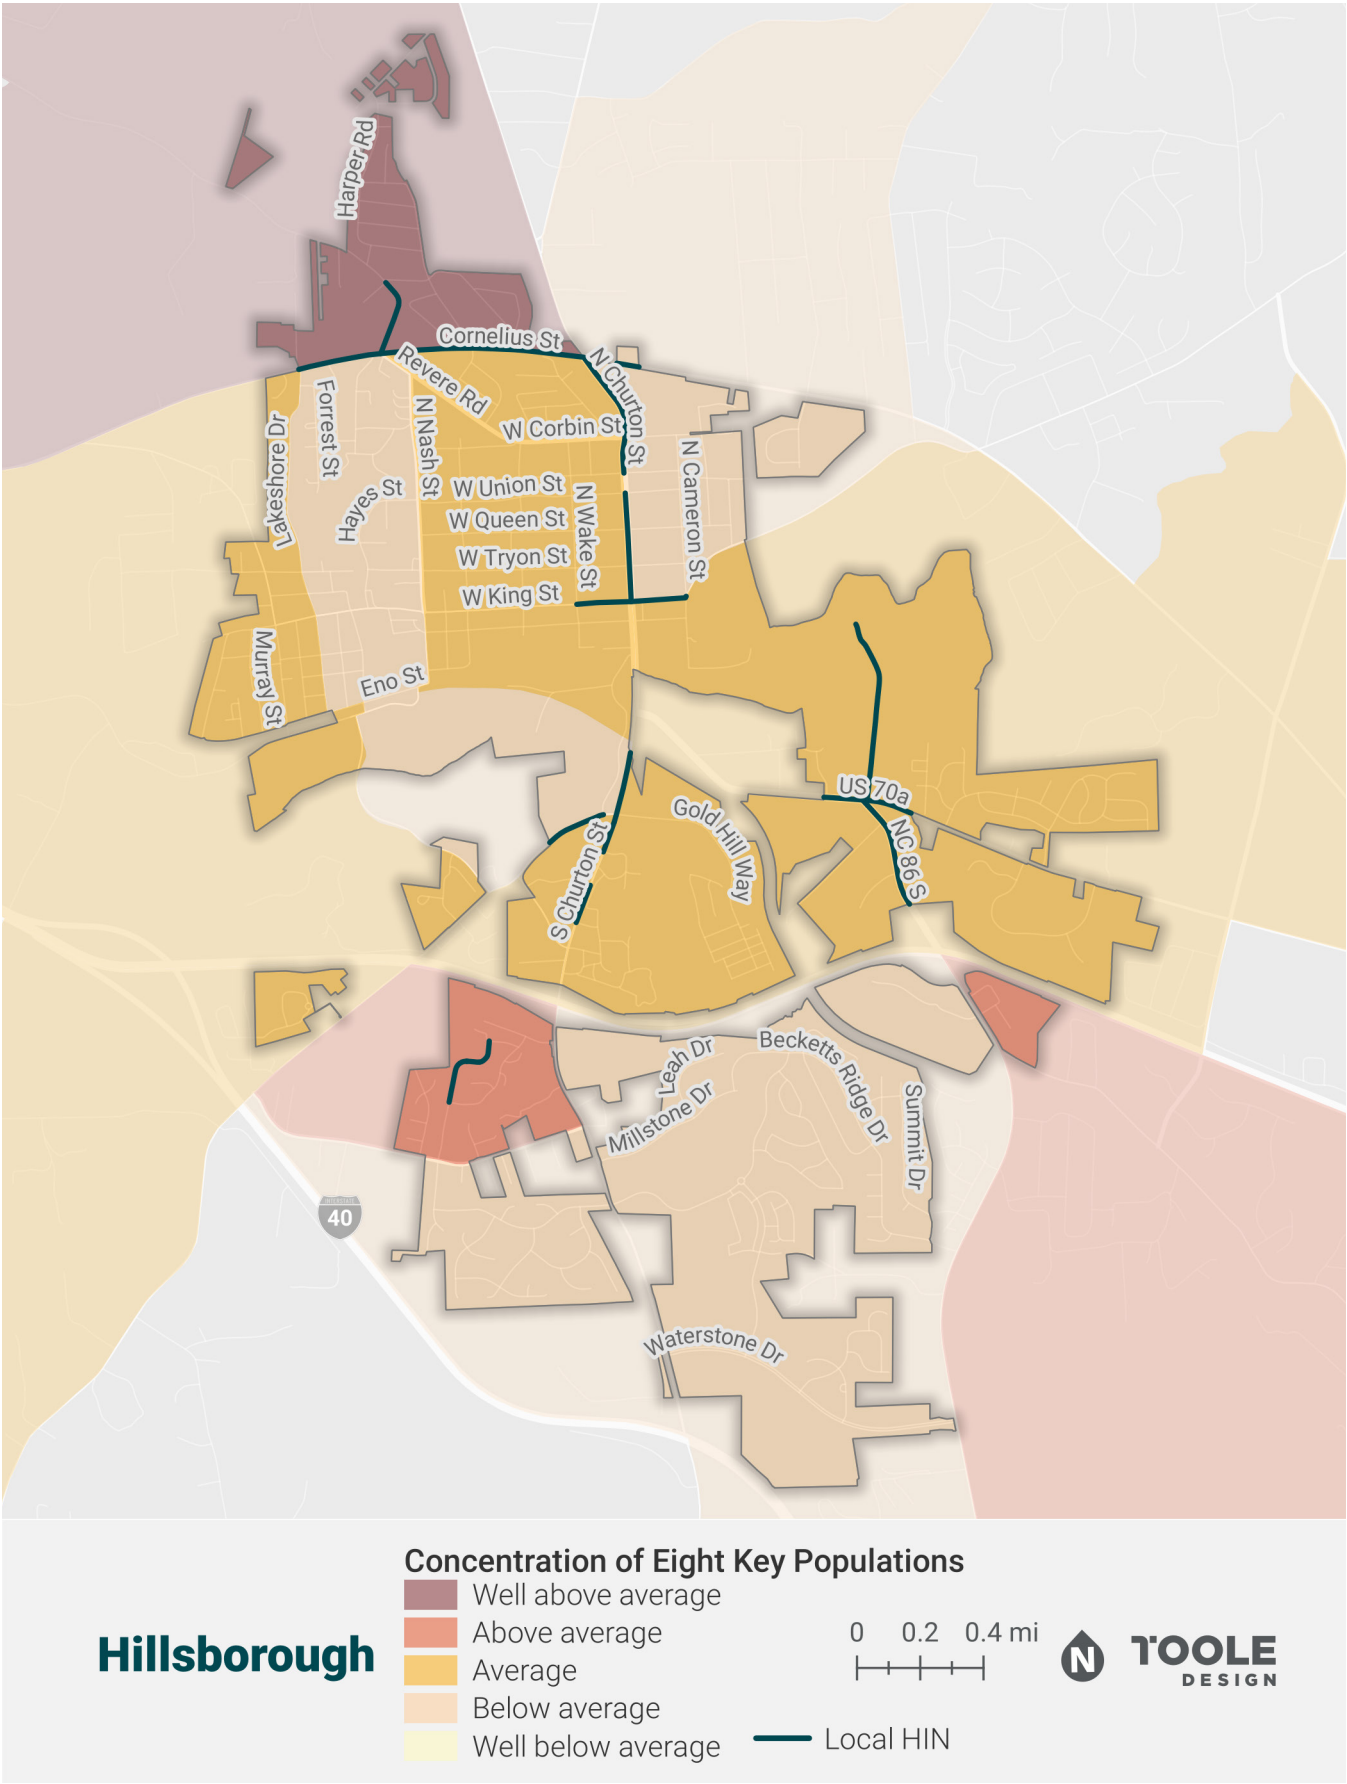 Harper Rd
Cornelius St
N Churton St
Revere Rd
Forrest St
N Nash St
W Corbin St
Lakeshore Dr
N Cameron St
Hayes St
W Union St
N Wake St
W Queen St
W Tryon St
W King St
Murray St
Eno St
US 70a
Gold Hill Way
NC 86 S
S Churton St
Leah Dr
Becketts Ridge Dr
Millstone Dr
Summit Dr
INTERSTATE
40
Waterstone Dr
Hillsborough
Concentration of Eight Key Populations
Well above average
Above average
Average
Below average
Well below average
0 0.2 0.4 mi
Local HIN
N
TOOLE
DESIGN